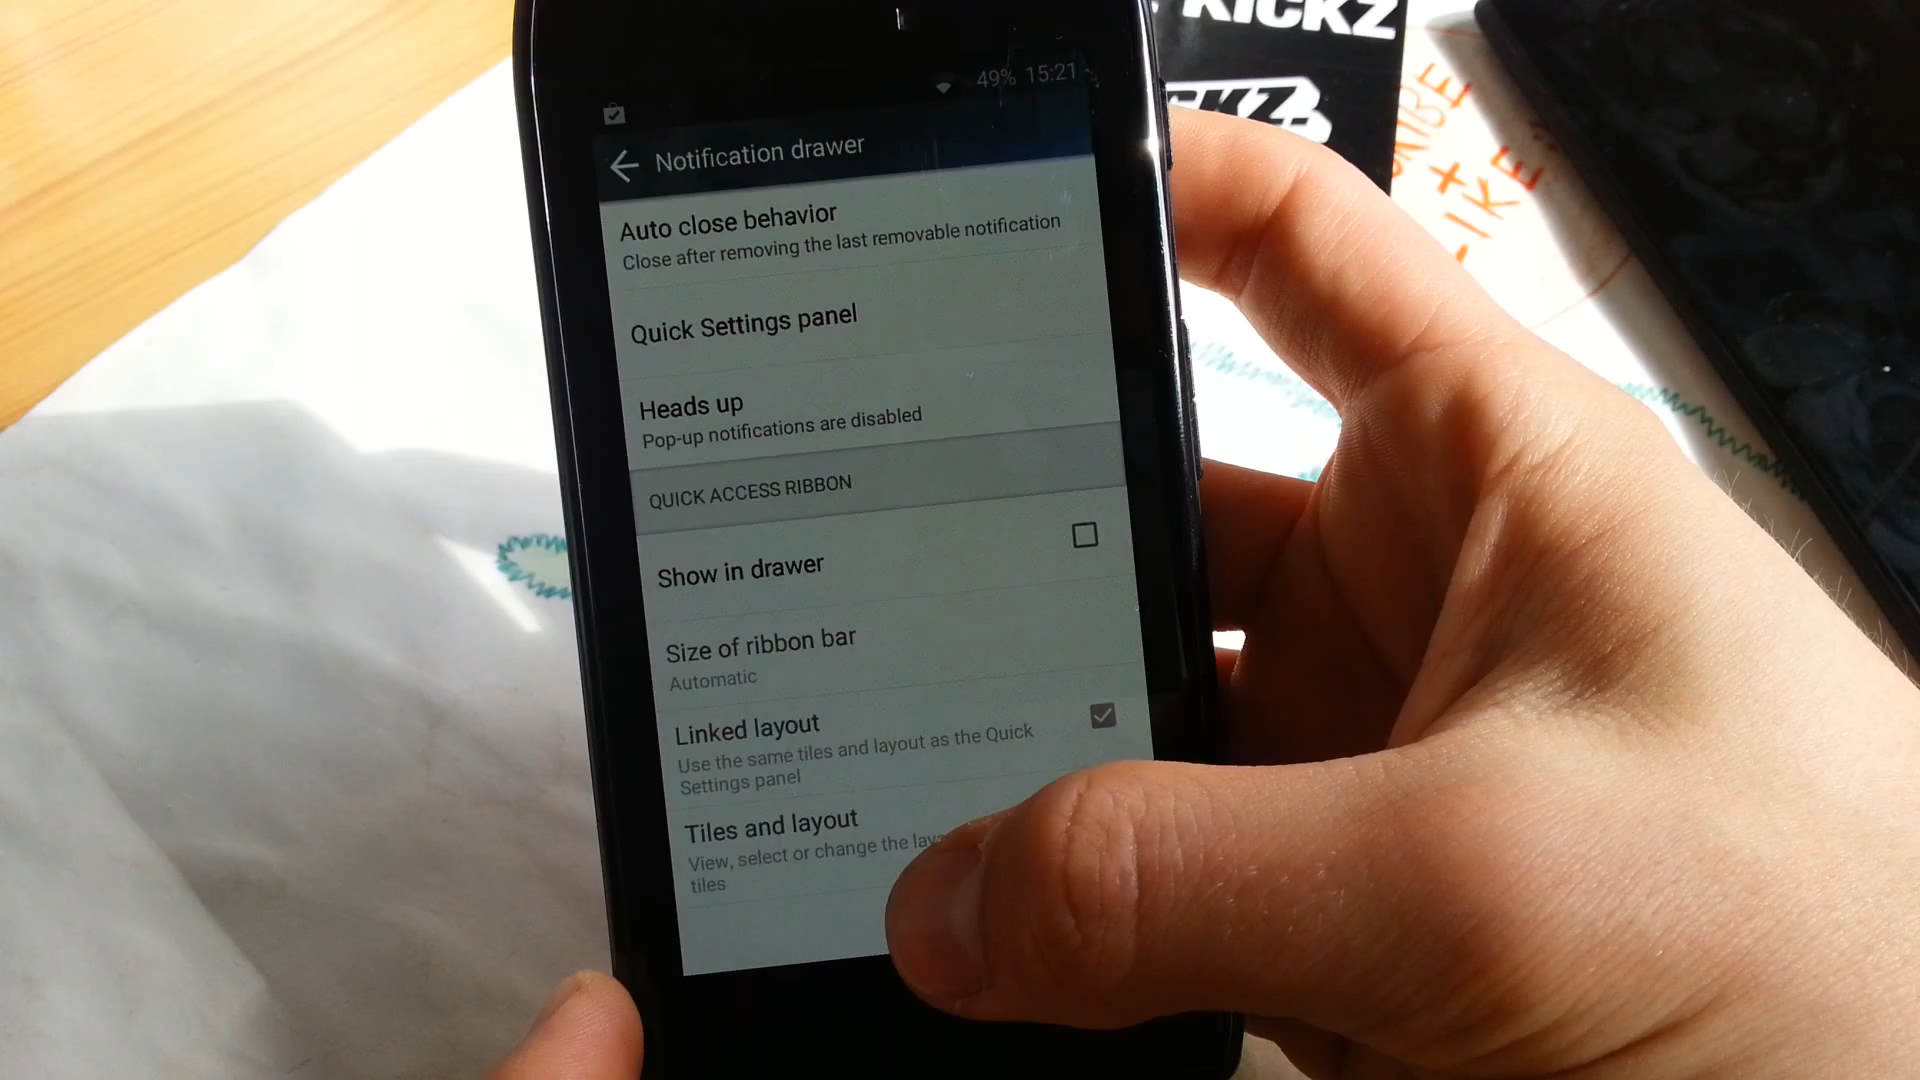 KICKZ
49% 15:21
Notification drawer
Auto close behavior
Close after removing the last removable notification
Quick Settings panel
Heads up
Pop-up notifications are disabled
QUICK ACCESS RIBBON
Show in drawer
Size of ribbon bar
Automatic
Linked layout
Use the same tiles and layout as the Quick
Settings panel
Tiles and layout
View, select or change the
tiles
+
LIKE